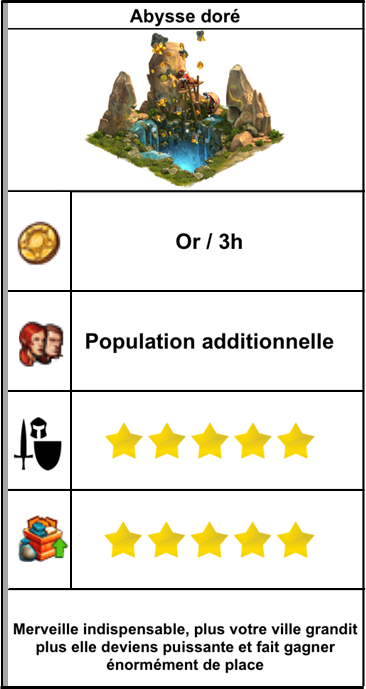 Abysse doré
Or / 3h
Population additionnelle
Merveille indispensable, plus votre ville grandit
plus elle deviens puissante et fait gagner
énormément de place